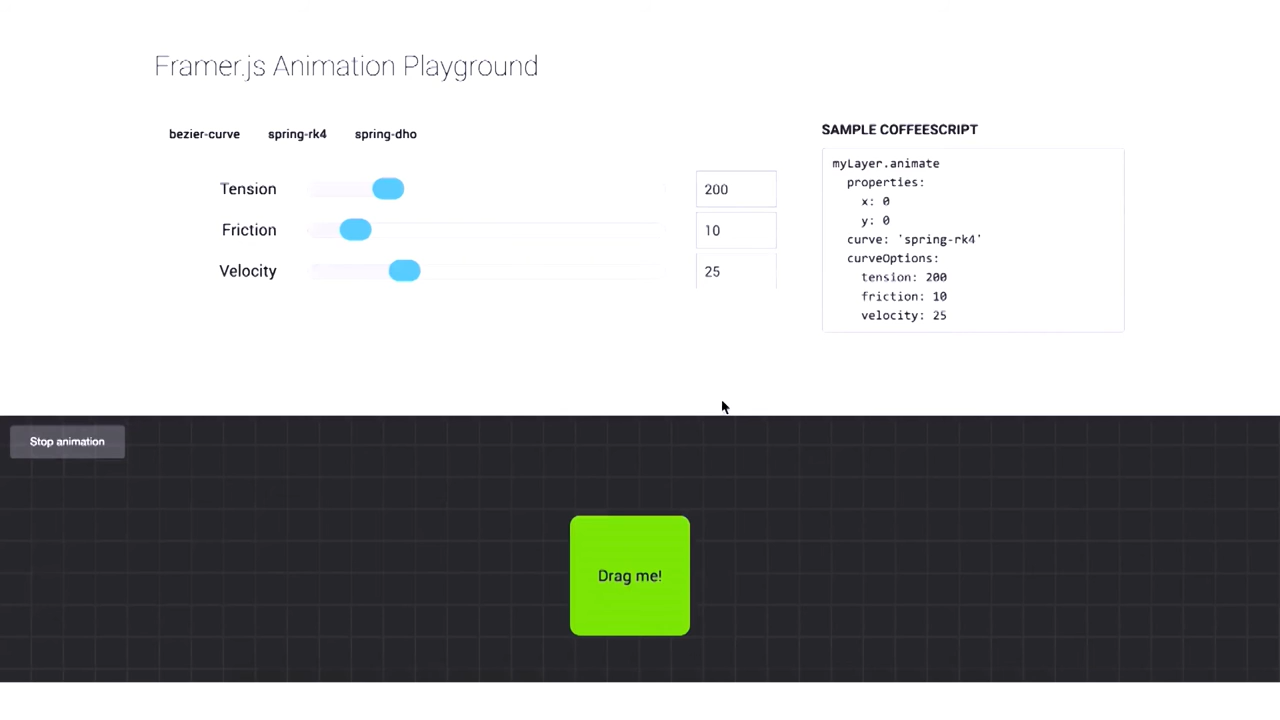 Framer.js Animation Playground
bezier-curve spring-rk4 spring-dho
Tension 200
Friction 10
Velocity 25
SAMPLE COFFEESCRIPT
myLayer.animate
properties:
x: 0
y: 0
curve: 'spring-rk4'
curveOptions:
tension: 200
friction: 10
velocity: 25
Stop animation
Drag me!